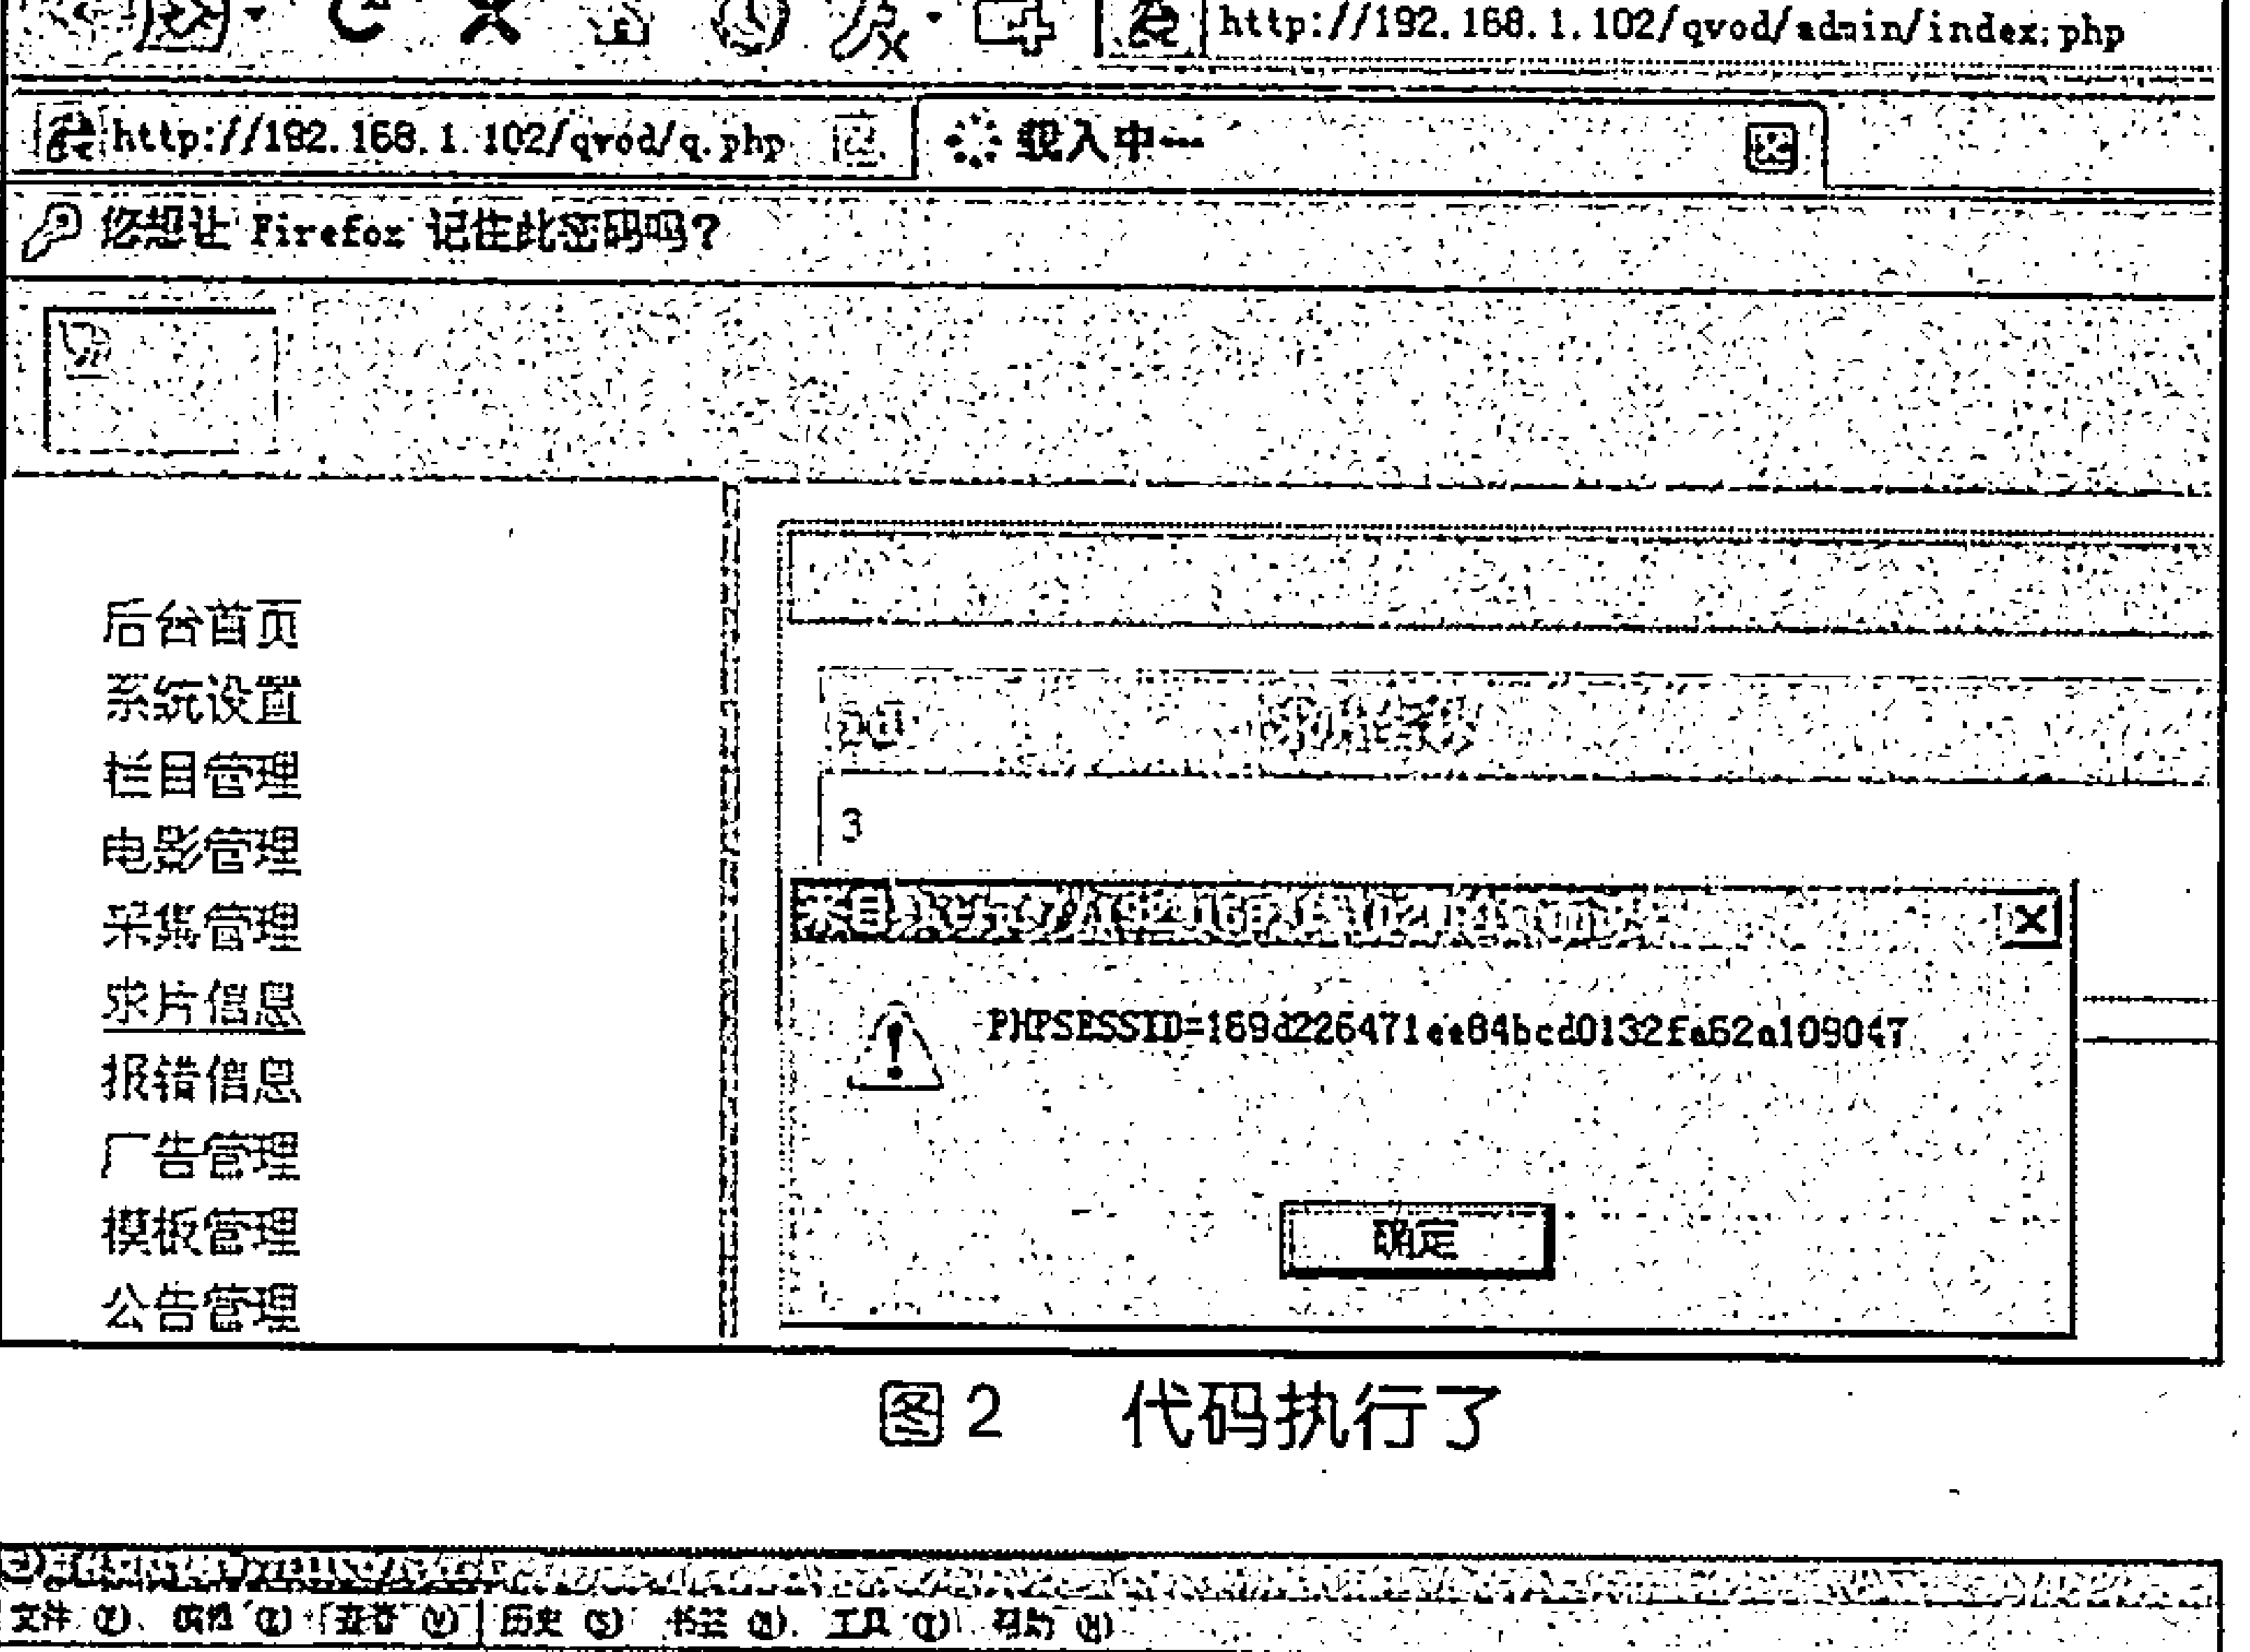 http://192.168.1.102/qvod/admin/index.php
http://192.168.1.102/qvod/q.php 载入中...
您想让 Firefox 记住此密码吗?
后台首页
系统设置
栏目管理
电影管理
采集管理
求片信息
报错信息
广告管理
模板管理
公告管理
id
3
PHPSESSID=169d226471ee84bcd0132fa62a109047
确定
图2 代码执行了
文件(F) 编辑(E) 查看(V) 历史(S) 书签(B) 工具(T) 帮助(H)